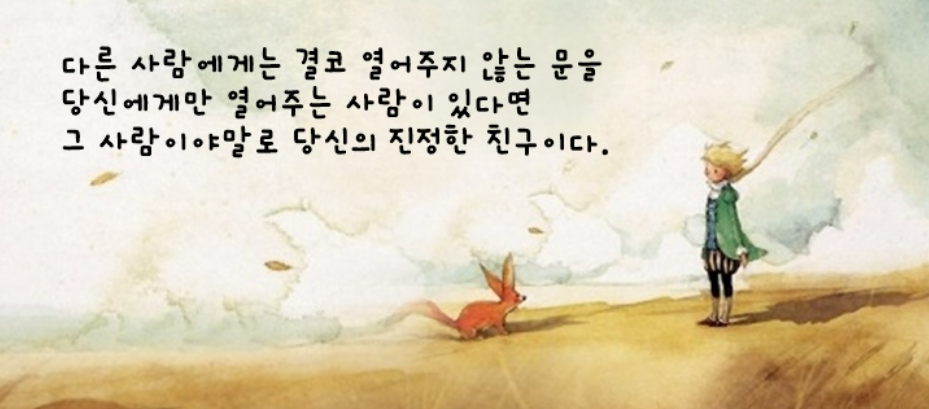 다른 사람에게는 결코 열어주지 않는 문을
당신에게만 열어주는 사람이 있다면
그 사람이야말로 당신의 진정한 친구이다.